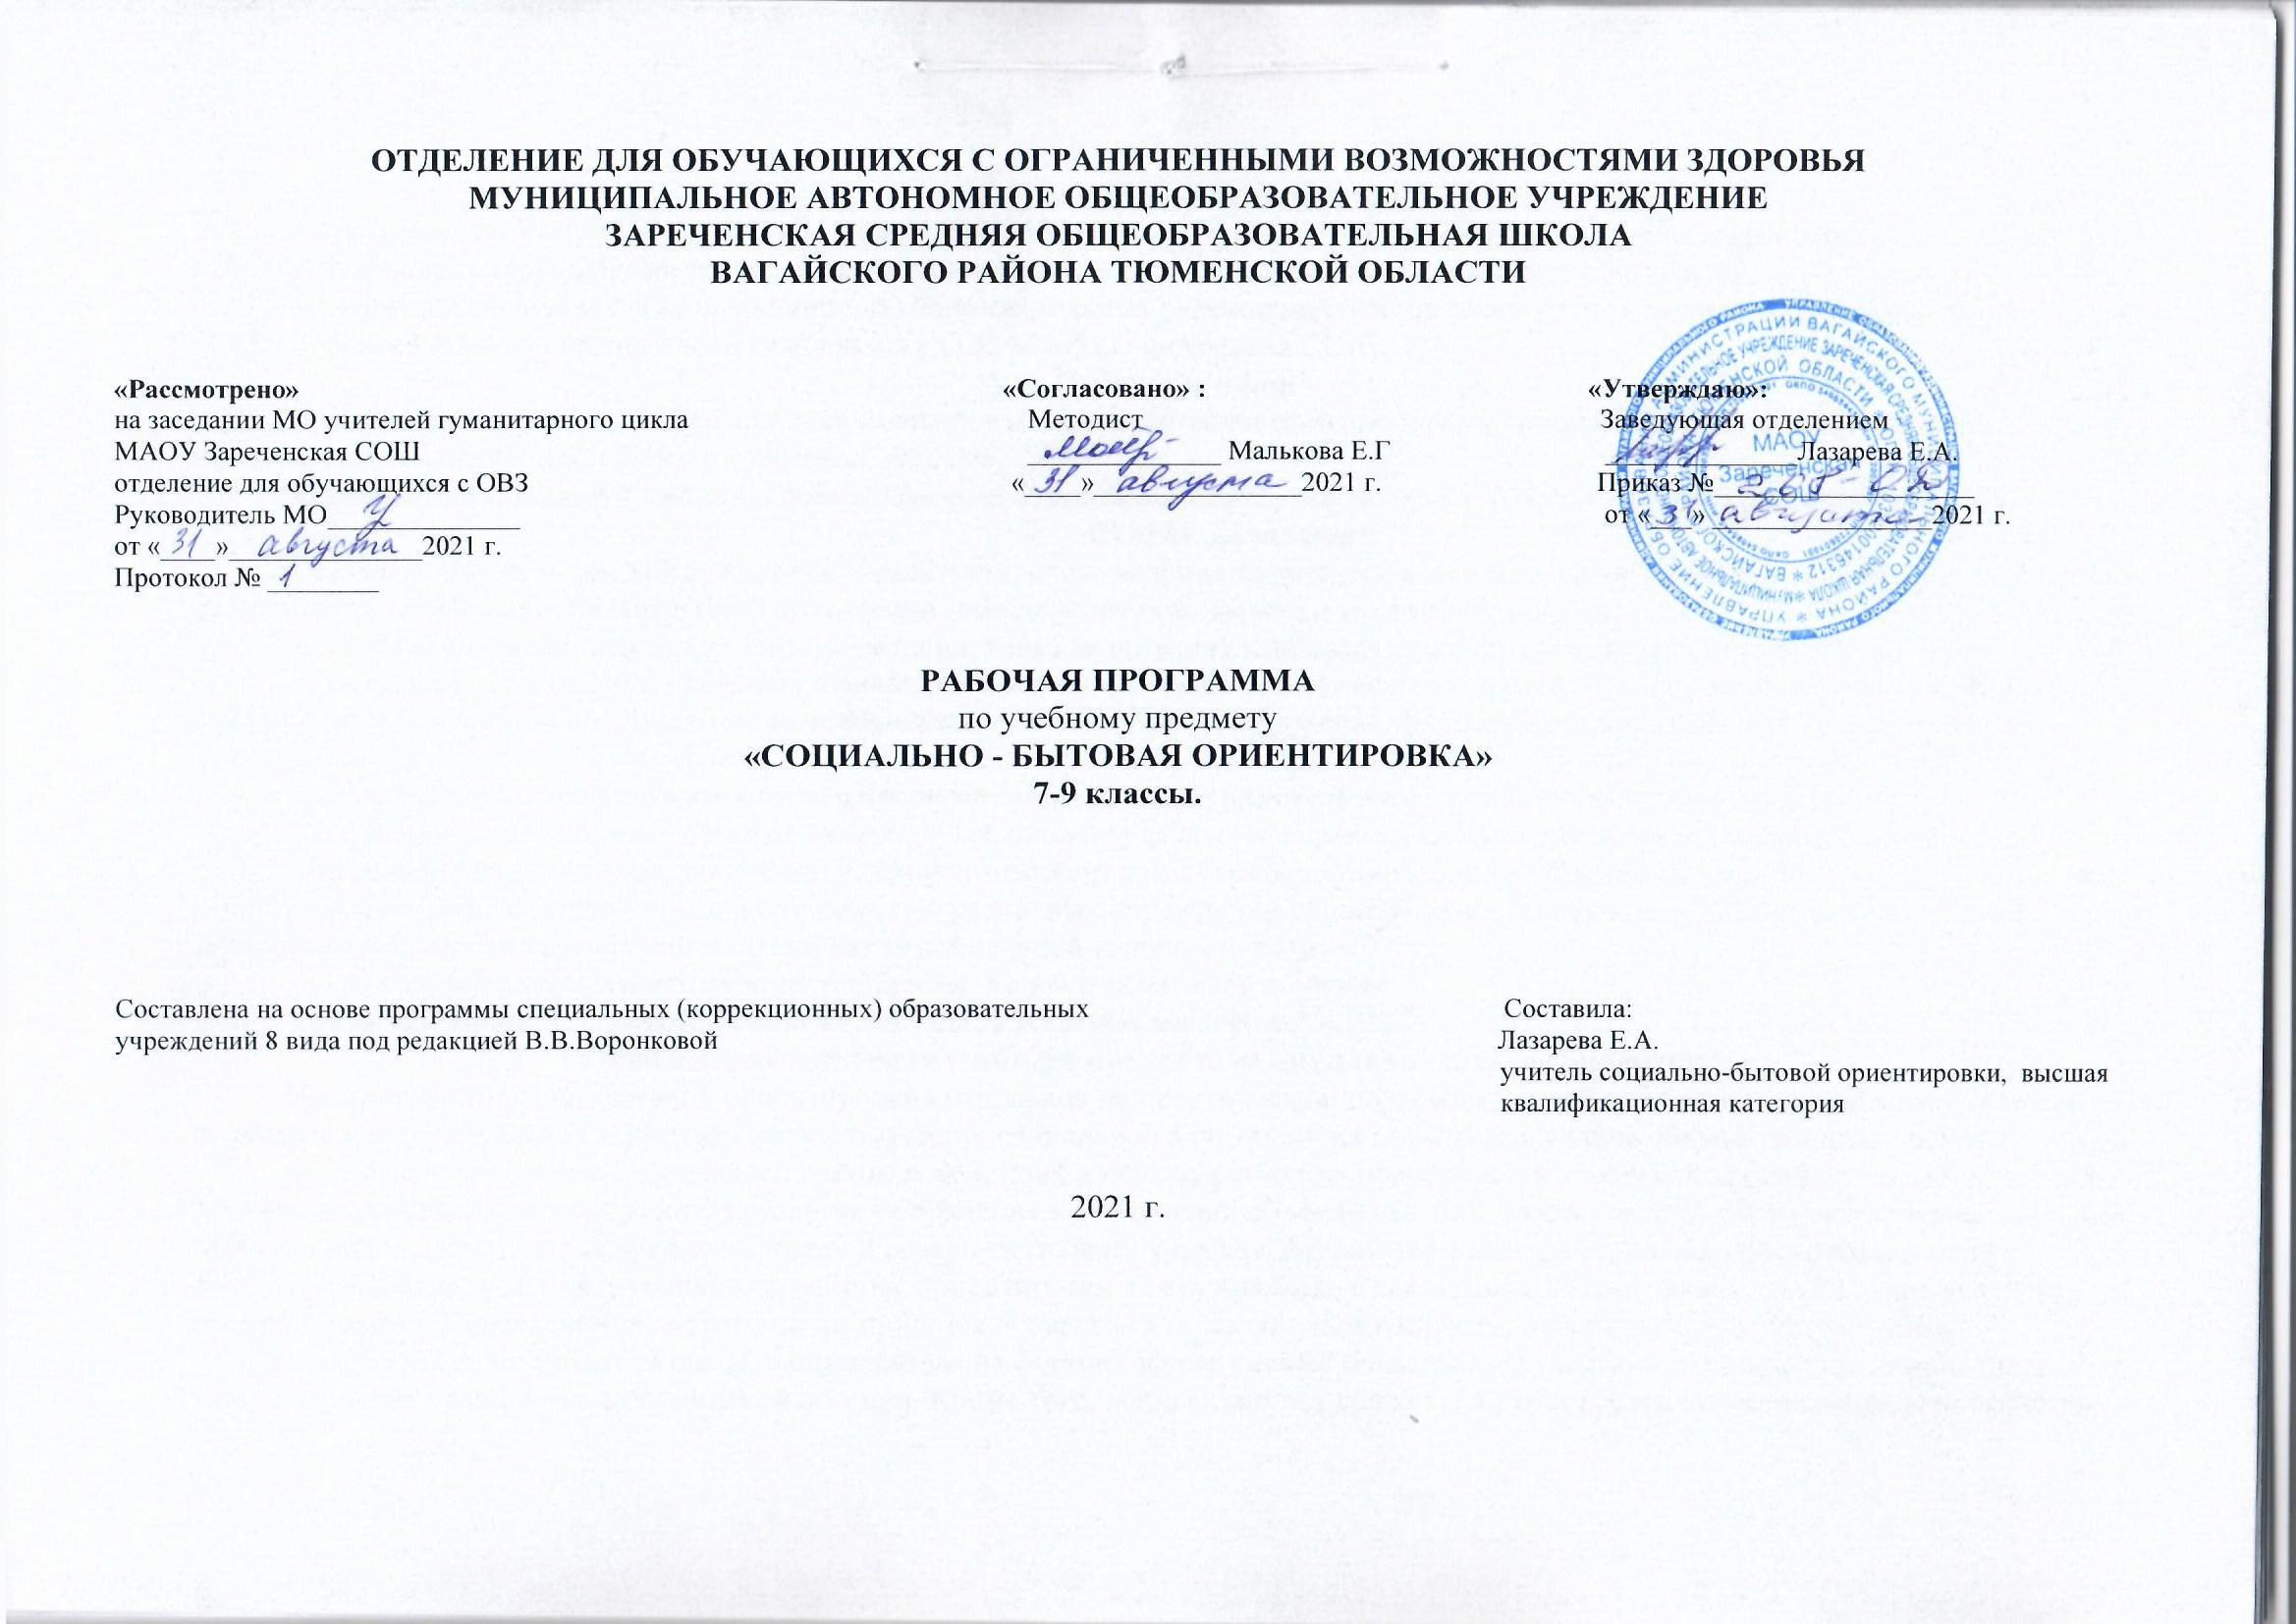 ОТДЕЛЕНИЕ ДЛЯ ОБУЧАЮЩИХСЯ С ОГРАНИЧЕННЫМИ ВОЗМОЖНОСТЯМИ ЗДОРОВЬЯ
МУНИЦИПАЛЬНОЕ АВТОНОМНОЕ ОБЩЕОБРАЗОВАТЕЛЬНОЕ УЧРЕЖДЕНИЕ
ЗАРЕЧЕНСКАЯ СРЕДНЯЯ ОБЩЕОБРАЗОВАТЕЛЬНАЯ ШКОЛА
ВАГАЙСКОГО РАЙОНА ТЮМЕНСКОЙ ОБЛАСТИ
«Рассмотрено»
на заседании МО учителей гуманитарного цикла
МАОУ Зареченская СОШ
отделение для обучающихся с ОВЗ
Руководитель МО
от «31» августа 2021 г.
Протокол № 1
«Согласовано» :
Методист
Малькова Е.Г
«31» августа 2021 г.
«Утверждаю»:
Заведующая отделением
Лазарева Е.А.
Приказ №
от «31» августа 2021 г.
МАОУ
Зареченская
СОШ
РАБОЧАЯ ПРОГРАММА
по учебному предмету
«СОЦИАЛЬНО - БЫТОВАЯ ОРИЕНТИРОВКА»
7-9 классы.
Составлена на основе программы специальных (коррекционных) образовательных
учреждений 8 вида под редакцией В.В.Воронковой
Составила:
Лазарева Е.А.
учитель социально-бытовой ориентировки, высшая
квалификационная категория
2021 г.